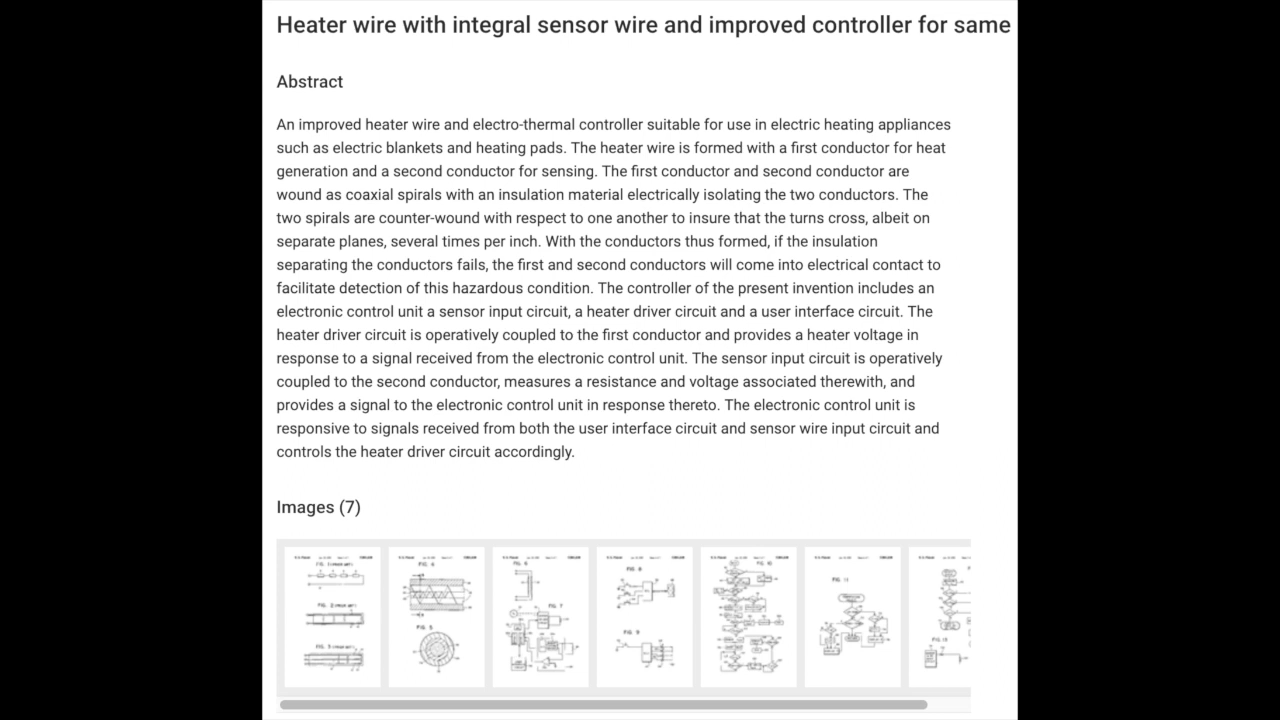 Heater wire with integral sensor wire and improved controller for same
Abstract
An improved heater wire and electro-thermal controller suitable for use in electric heating appliances
such as electric blankets and heating pads. The heater wire is formed with a first conductor for heat
generation and a second conductor for sensing. The first conductor and second conductor are
wound as coaxial spirals with an insulation material electrically isolating the two conductors. The
two spirals are counter-wound with respect to one another to insure that the turns cross, albeit on
separate planes, several times per inch. With the conductors thus formed, if the insulation
separating the conductors fails, the first and second conductors will come into electrical contact to
facilitate detection of this hazardous condition. The controller of the present invention includes an
electronic control unit a sensor input circuit, a heater driver circuit and a user interface circuit. The
heater driver circuit is operatively coupled to the first conductor and provides a heater voltage in
response to a signal received from the electronic control unit. The sensor input circuit is operatively
coupled to the second conductor, measures a resistance and voltage associated therewith, and
provides a signal to the electronic control unit in response thereto. The electronic control unit is
responsive to signals received from both the user interface circuit and sensor wire input circuit and
controls the heater driver circuit accordingly.
Images (7)